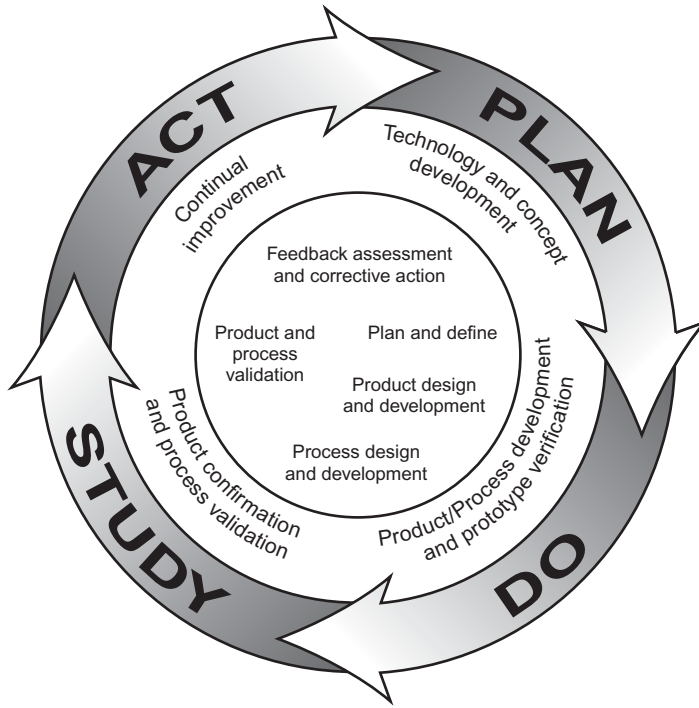 ACT
PLAN
DO
STUDY
Continual
improvement
Technology and concept
development
Product/Process development
and prototype verification
Product confirmation
and process validation
Feedback assessment
and corrective action
Plan and define
Product design
and development
Process design
and development
Product and
process
validation